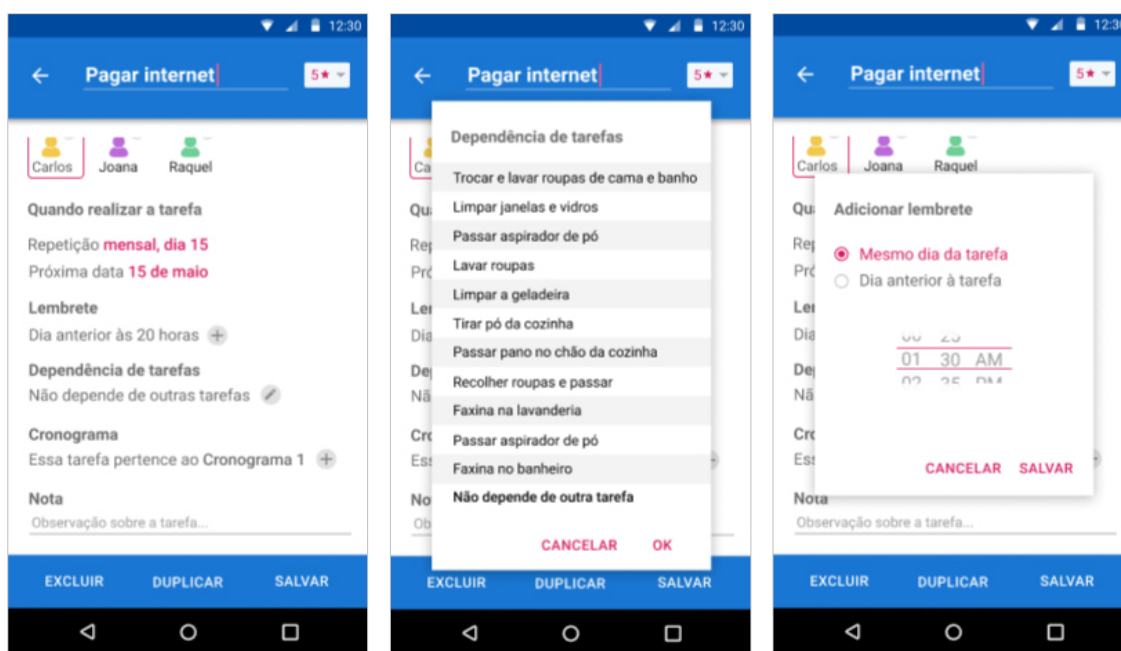 12:30
Pagar internet
5★
Carlos Joana Raquel
Quando realizar a tarefa
Repetição mensal, dia 15
Próxima data 15 de maio
Lembrete
Dia anterior às 20 horas
Dependência de tarefas
Não depende de outras tarefas
Cronograma
Essa tarefa pertence ao Cronograma 1
Nota
Observação sobre a tarefa...
EXCLUIR DUPLICAR SALVAR
12:30
Pagar internet
5★
Dependência de tarefas
Trocar e lavar roupas de cama e banho
Limpar janelas e vidros
Passar aspirador de pó
Lavar roupas
Limpar a geladeira
Tirar pó da cozinha
Passar pano no chão da cozinha
Recolher roupas e passar
Faxina na lavanderia
Passar aspirador de pó
Faxina no banheiro
Não depende de outra tarefa
CANCELAR OK
EXCLUIR DUPLICAR SALVAR
12:30
Pagar internet
5★
Carlos Joana Raquel
Adicionar lembrete
Mesmo dia da tarefa
Dia anterior à tarefa
01 30 AM
CANCELAR SALVAR
Nota
Observação sobre a tarefa...
EXCLUIR DUPLICAR SALVAR